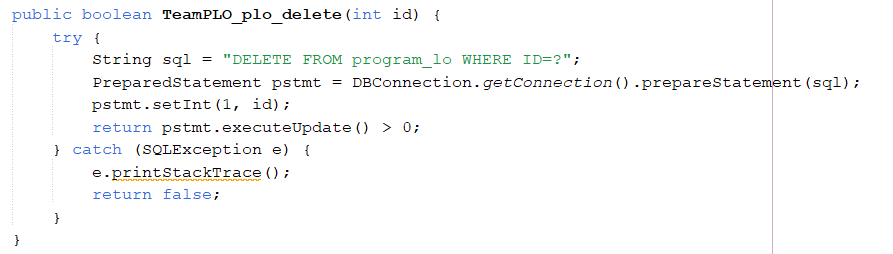 public boolean TeamPLO_plo_delete(int id) {
    try {
        String sql = "DELETE FROM program_lo WHERE ID=?";
        PreparedStatement pstmt = DBConnection.getConnection().prepareStatement(sql);
        pstmt.setInt(1, id);
        return pstmt.executeUpdate() > 0;
    } catch (SQLException e) {
        e.printStackTrace();
        return false;
    }
}